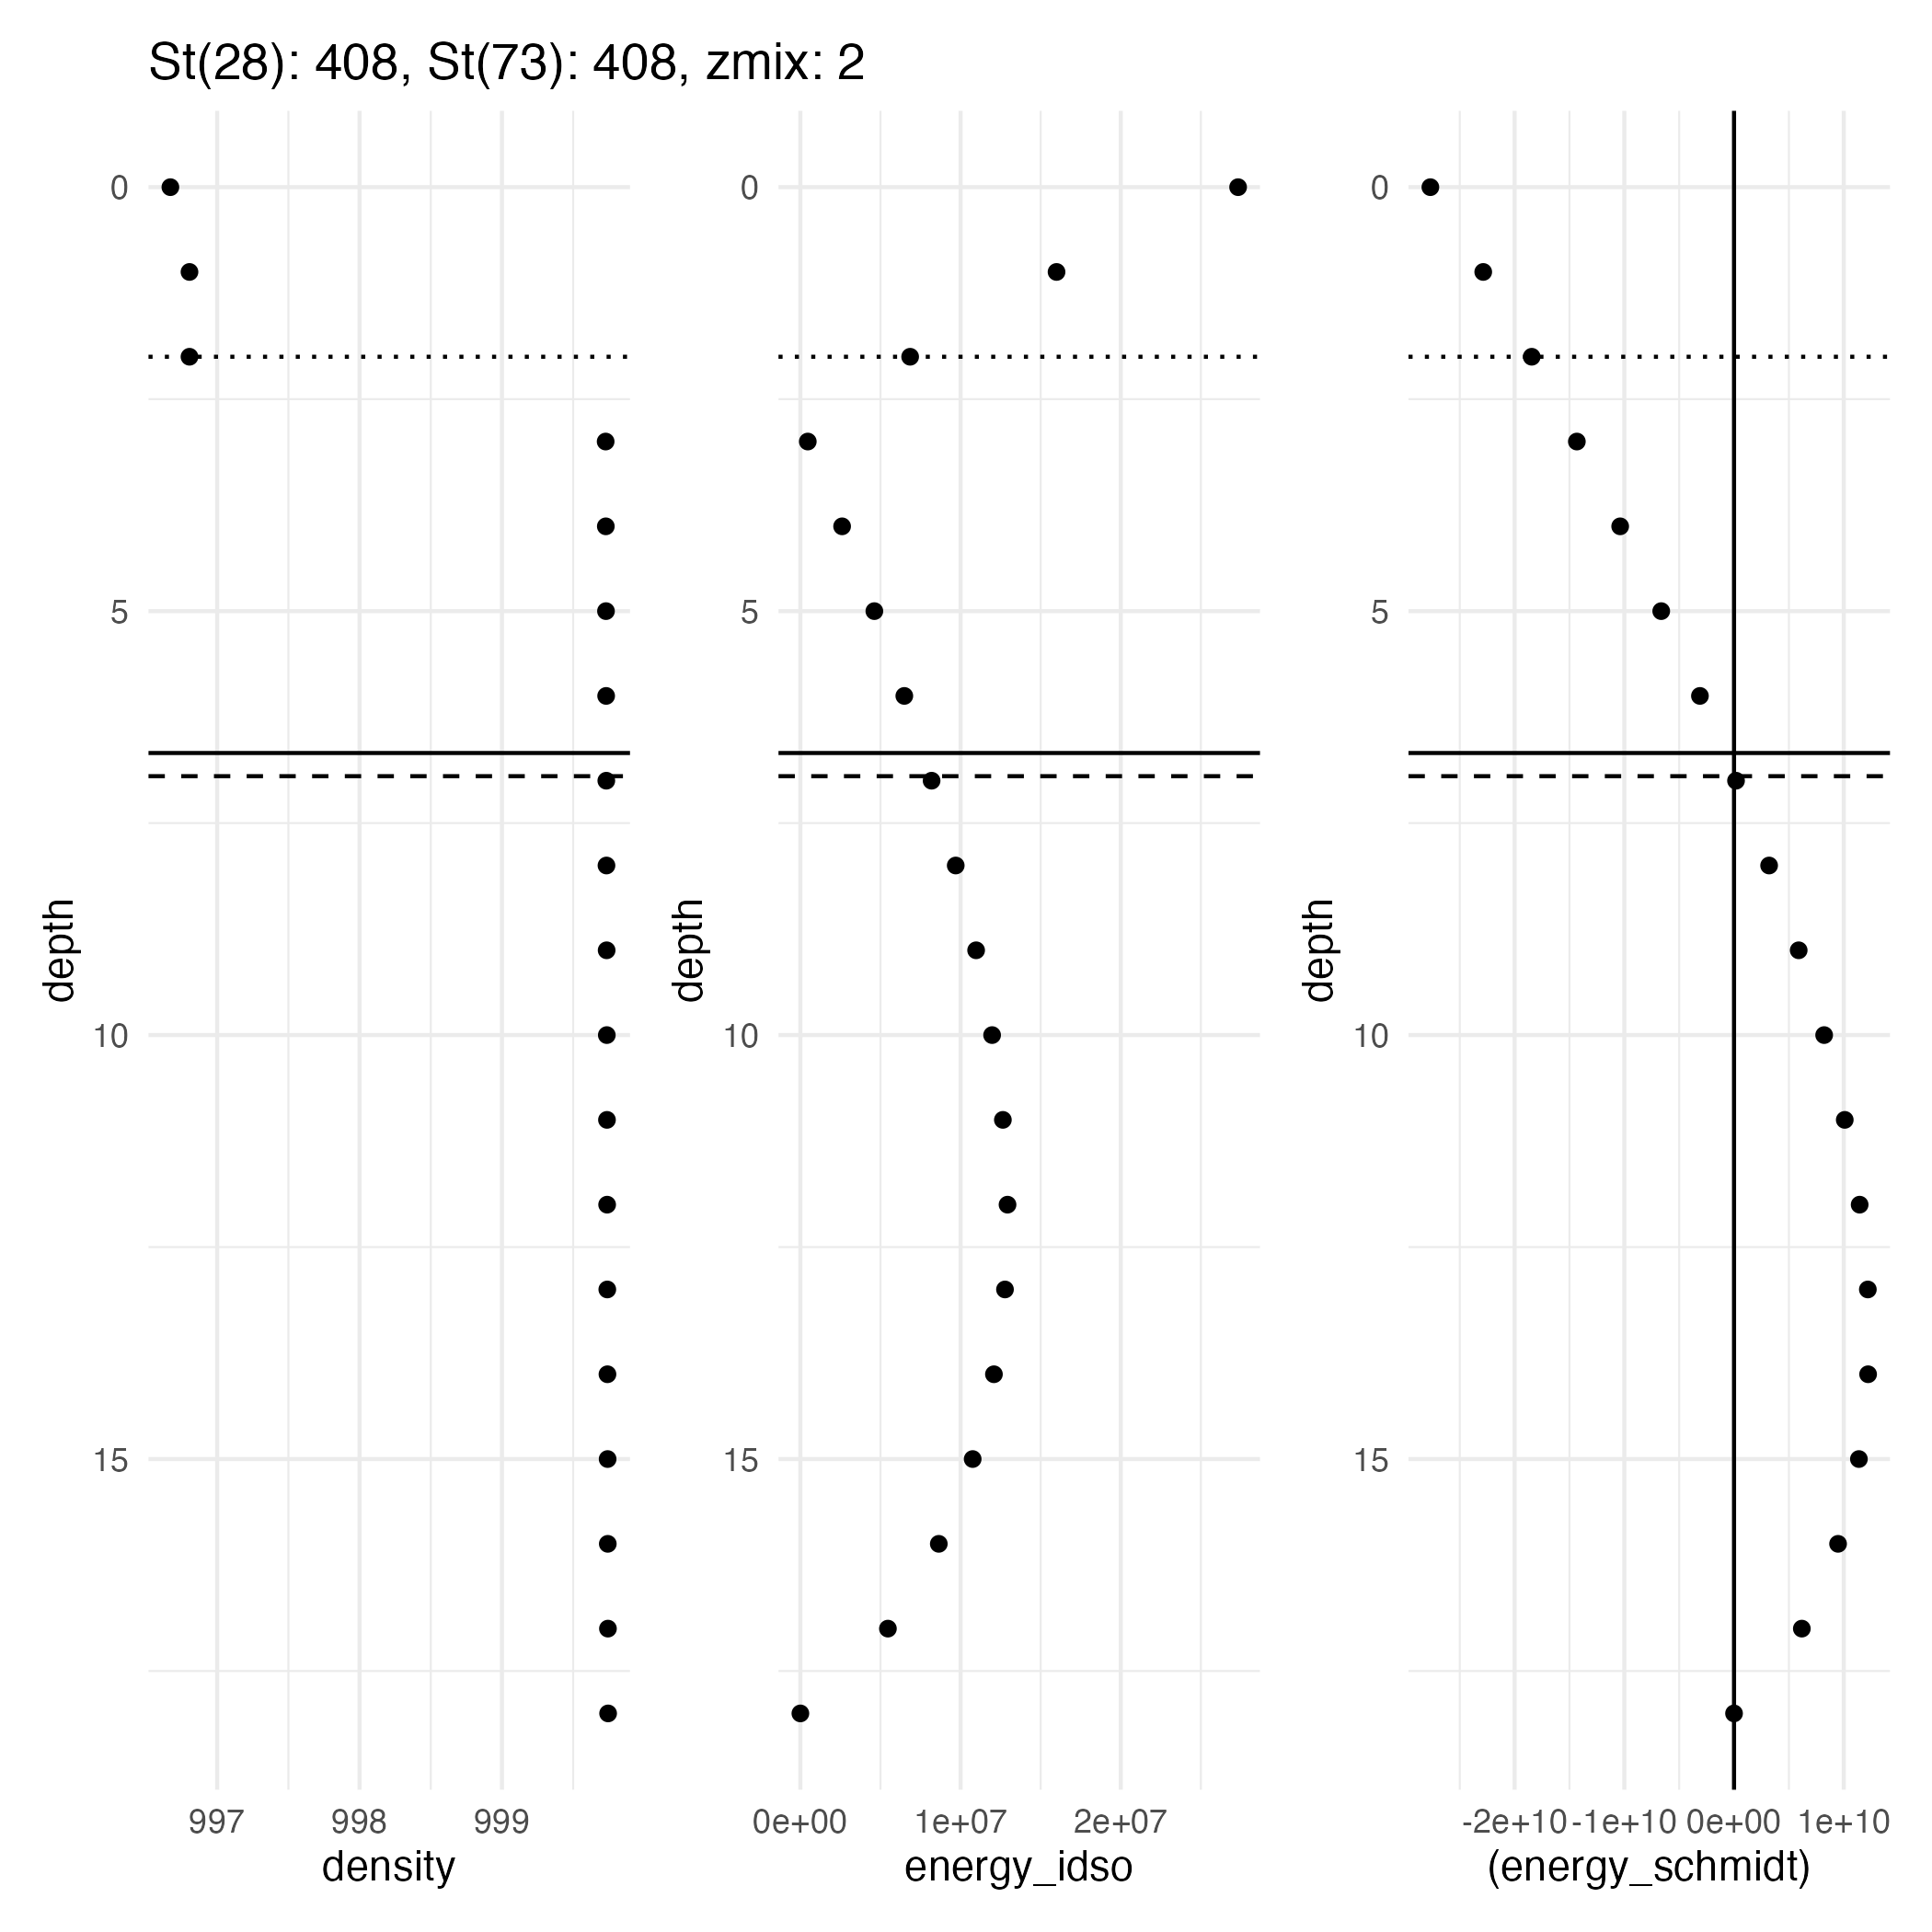 St(28): 408, St(73): 408, zmix: 2
0
5
10
15
depth
997 998 999
density
0
5
10
15
depth
0e+00 1e+07 2e+07
energy_idso
0
5
10
15
depth
-2e+10 -1e+10 0e+00 1e+10
(energy_schmidt)